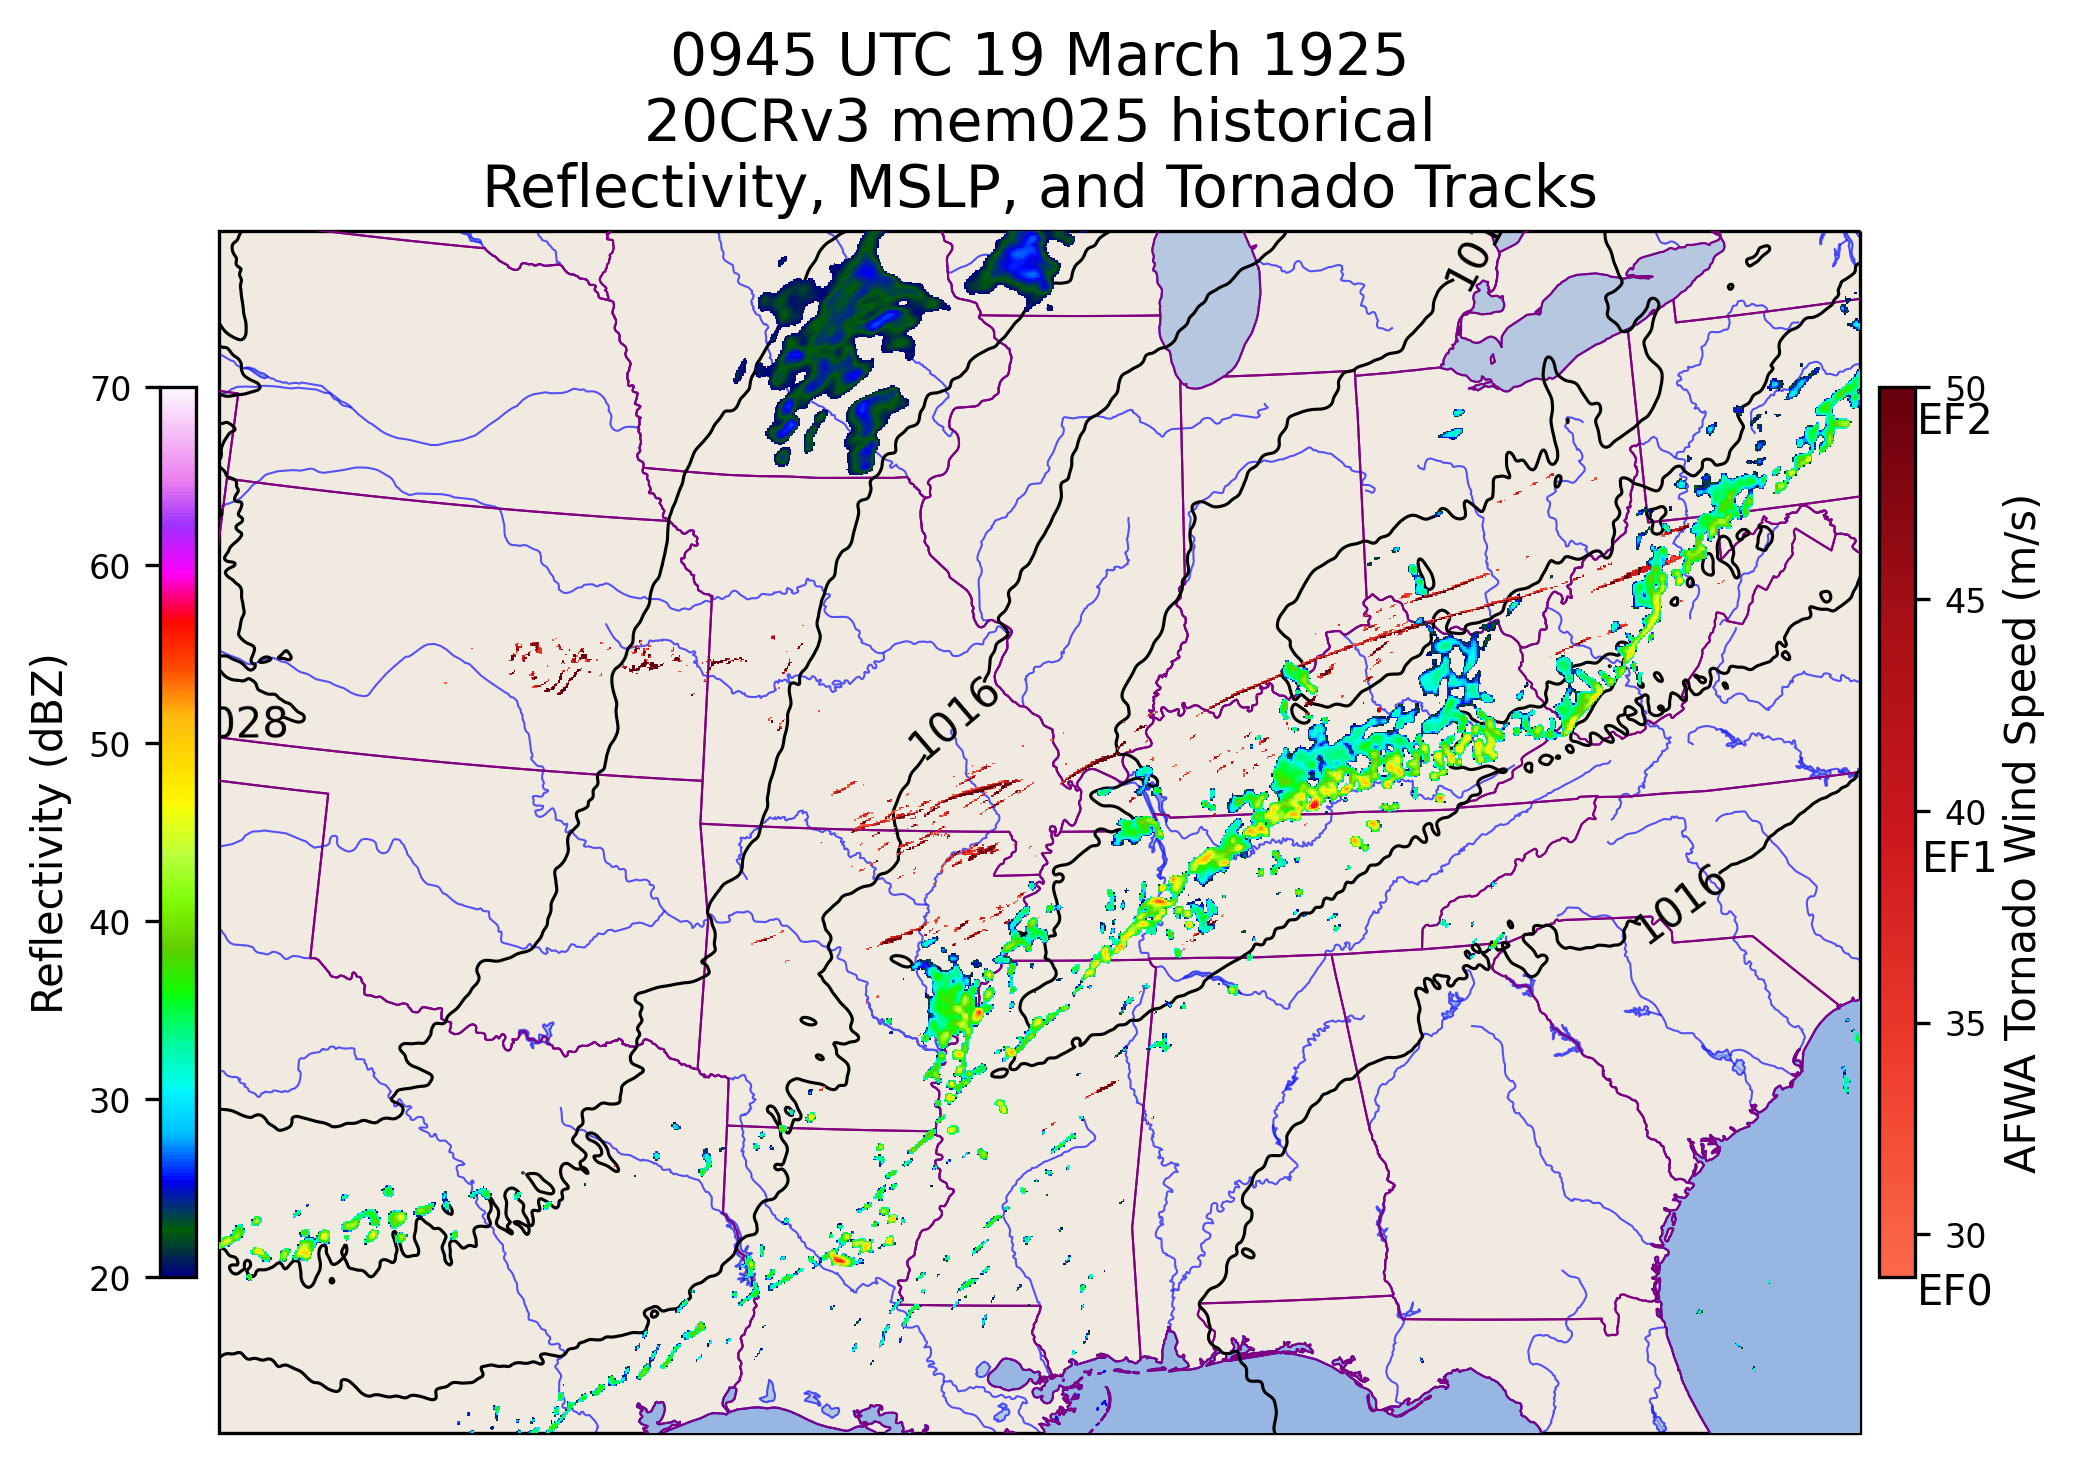 0945 UTC 19 March 1925
20CRv3 mem025 historical
Reflectivity, MSLP, and Tornado Tracks
10
70
60
50
40
30
20
Reflectivity (dBZ)
028
1016
1016
50
EF2
45
40
EF1
35
30
EF0
AFWA Tornado Wind Speed (m/s)